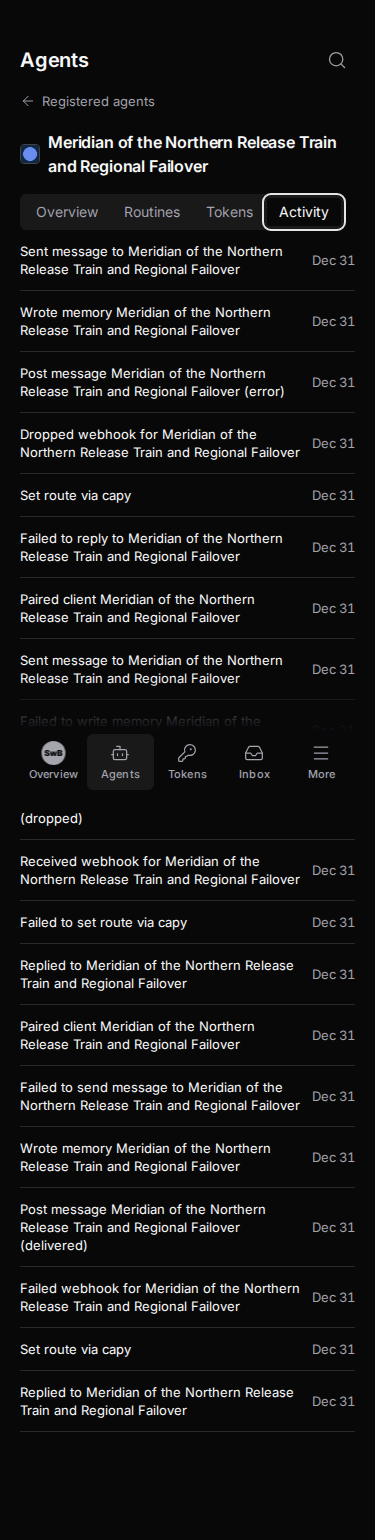 Agents
Registered agents
Meridian of the Northern Release Train
and Regional Failover
Overview
Routines
Tokens
Activity
Sent message to Meridian of the Northern
Release Train and Regional Failover
Dec 31
Wrote memory Meridian of the Northern
Release Train and Regional Failover
Dec 31
Post message Meridian of the Northern
Release Train and Regional Failover (error)
Dec 31
Dropped webhook for Meridian of the
Northern Release Train and Regional Failover
Dec 31
Set route via capy
Dec 31
Failed to reply to Meridian of the Northern
Release Train and Regional Failover
Dec 31
Paired client Meridian of the Northern
Release Train and Regional Failover
Dec 31
Sent message to Meridian of the Northern
Release Train and Regional Failover
Dec 31
Failed to write memory Meridian of the
SwB
Overview
Agents
Tokens
Inbox
More
(dropped)
Received webhook for Meridian of the
Northern Release Train and Regional Failover
Dec 31
Failed to set route via capy
Dec 31
Replied to Meridian of the Northern Release
Train and Regional Failover
Dec 31
Paired client Meridian of the Northern
Release Train and Regional Failover
Dec 31
Failed to send message to Meridian of the
Northern Release Train and Regional Failover
Dec 31
Wrote memory Meridian of the Northern
Release Train and Regional Failover
Dec 31
Post message Meridian of the Northern
Release Train and Regional Failover
(delivered)
Dec 31
Failed webhook for Meridian of the Northern
Release Train and Regional Failover
Dec 31
Set route via capy
Dec 31
Replied to Meridian of the Northern Release
Train and Regional Failover
Dec 31